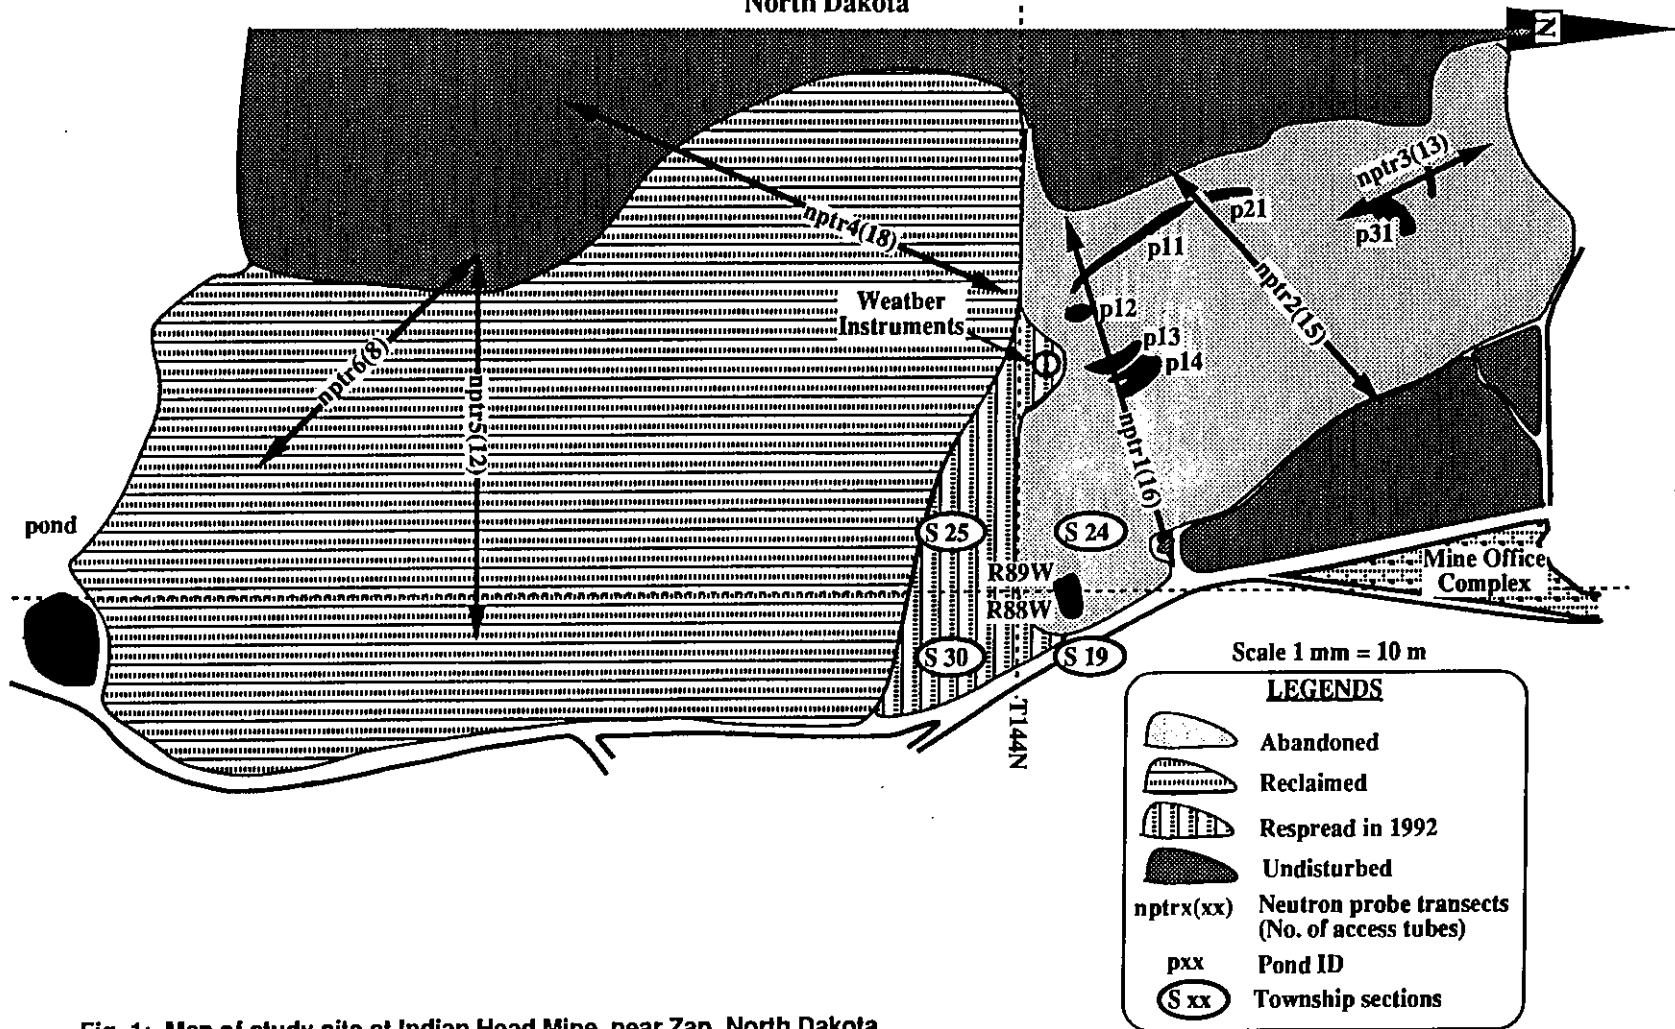 North Dakota
N
nptr3(13)
p21
p31
p11
nptr4(18)
nptr2(15)
Weather
Instruments
p12
p13
p14
nptr6(8)
nptr5(12)
nptr1(16)
pond
S 25
S 24
R89W
R88W
Mine Office
Complex
S 30
S 19
T144N
Scale 1 mm = 10 m
LEGENDS
Abandoned
Reclaimed
Respread in 1992
Undisturbed
nptrx(xx) Neutron probe transects
(No. of access tubes)
pxx Pond ID
S xx Township sections
Fig. 1: Map of study site at Indian Head Mine, near Zap, North Dakota